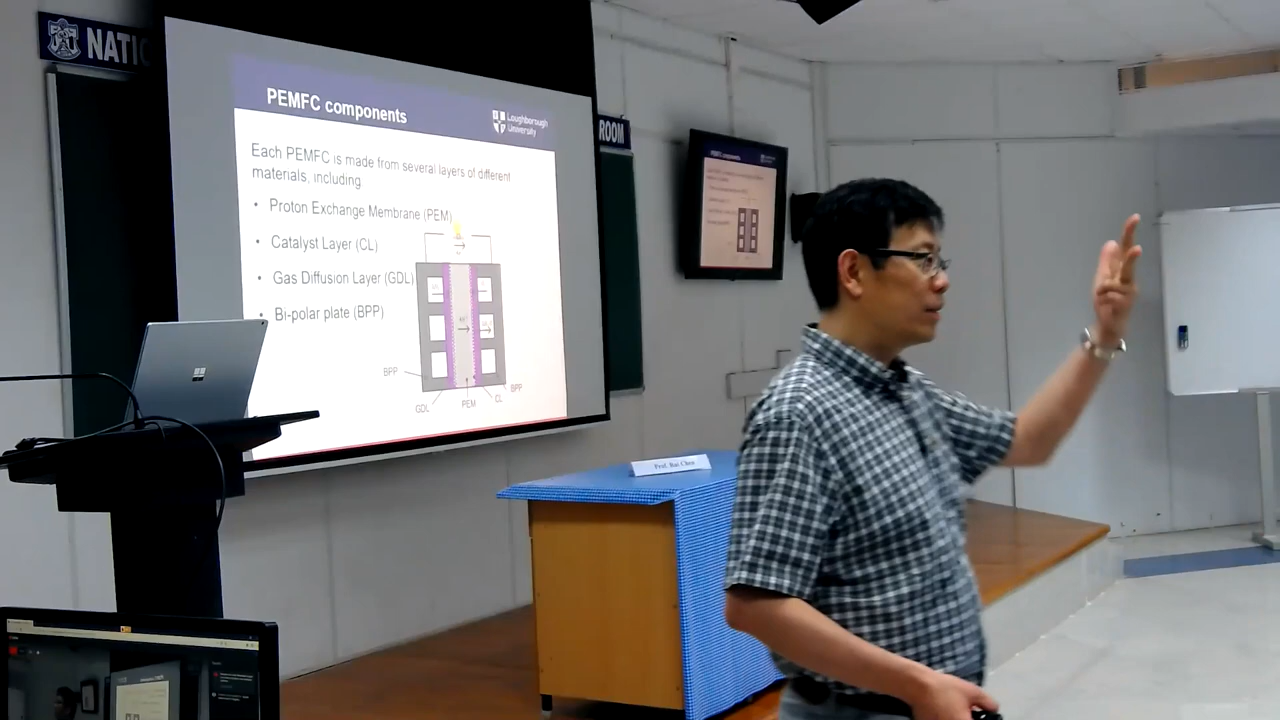 NATIO
PEMFC components
Loughborough
University
Each PEMFC is made from several layers of different
materials, including
• Proton Exchange Membrane (PEM)
• Catalyst Layer (CL)
• Gas Diffusion Layer (GDL)
• Bi-polar plate (BPP)
BPP
GDL
PEM
CL
BPP
ROOM
PEMFC components
Prof. Rui Chen